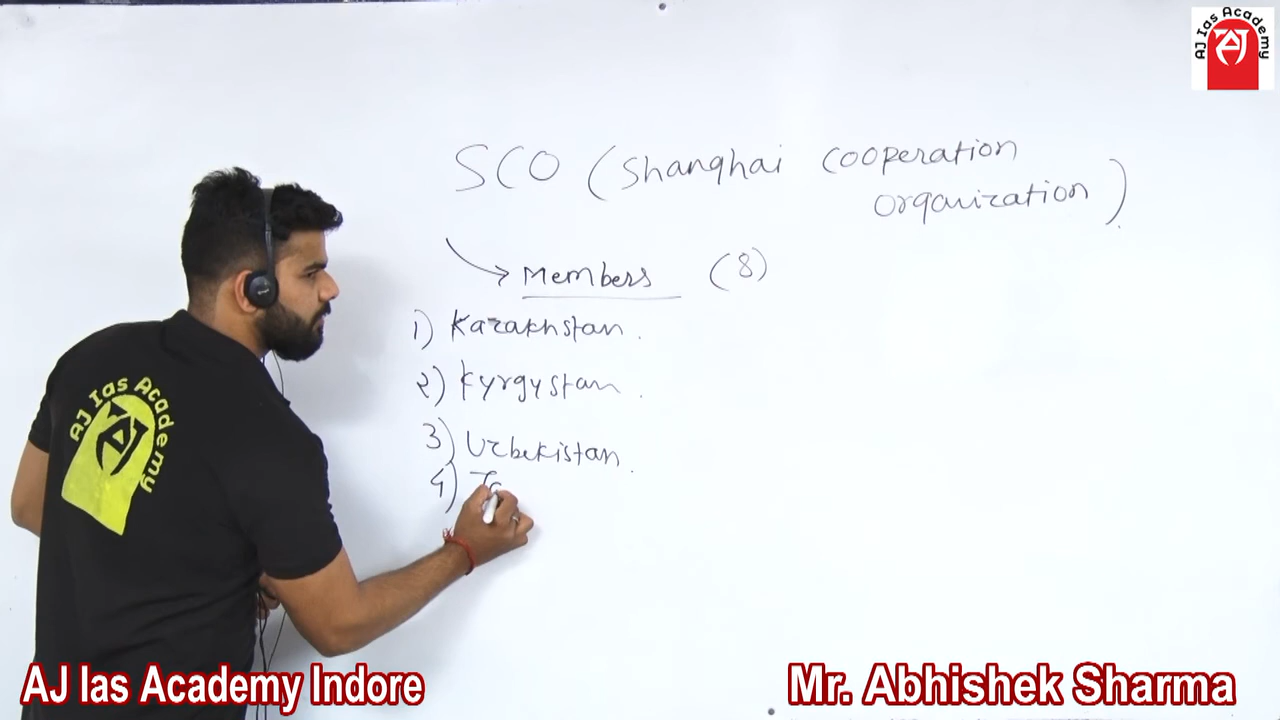 AJ Ias Academy
SCO (Shanghai Cooperation
organization)
Members (8)
1) Kazakhstan.
2) Kyrgystan.
3) Uzbekistan.
4) Ta
AJ Ias Academy
AJ Ias Academy Indore
Mr. Abhishek Sharma